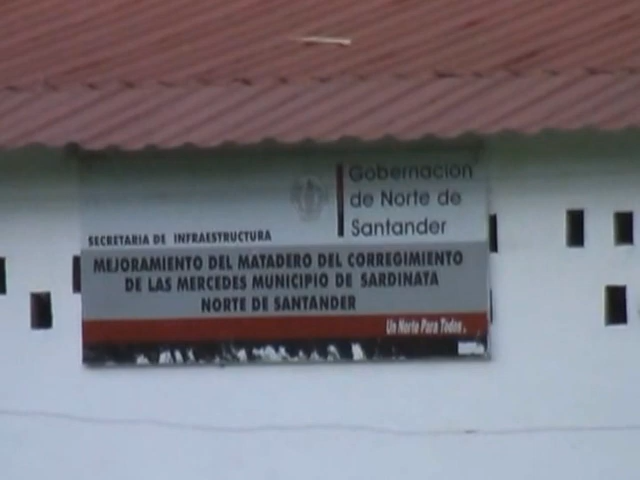 Gobernacion
de Norte de
Santander
SECRETARIA DE INFRAESTRUCTURA
MEJORAMIENTO DEL MATADERO DEL CORREGIMIENTO
DE LAS MERCEDES MUNICIPIO DE SARDINATA
NORTE DE SANTANDER
Un Norte Para Todos.